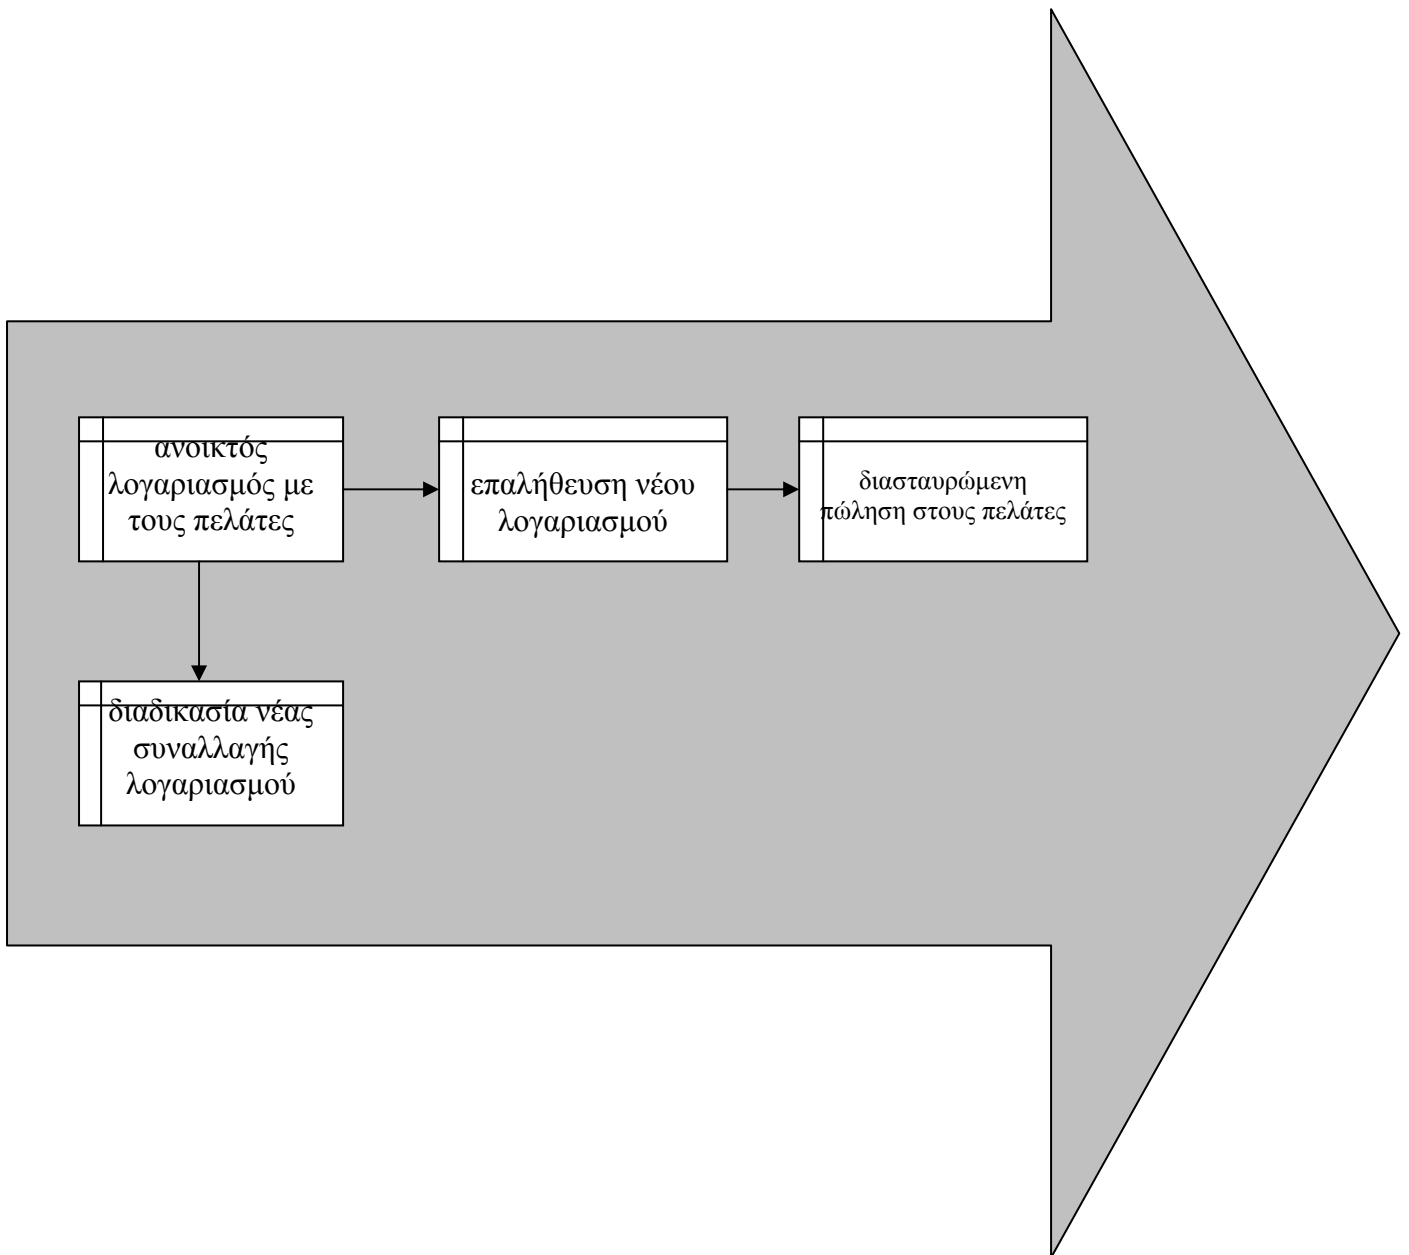 ανοικτός
λογαριασμός με
τους πελάτες
επαλήθευση νέου
λογαριασμού
διασταυρώμενη
πώληση στους πελάτες
διαδικασία νέας
συναλλαγής
λογαριασμού